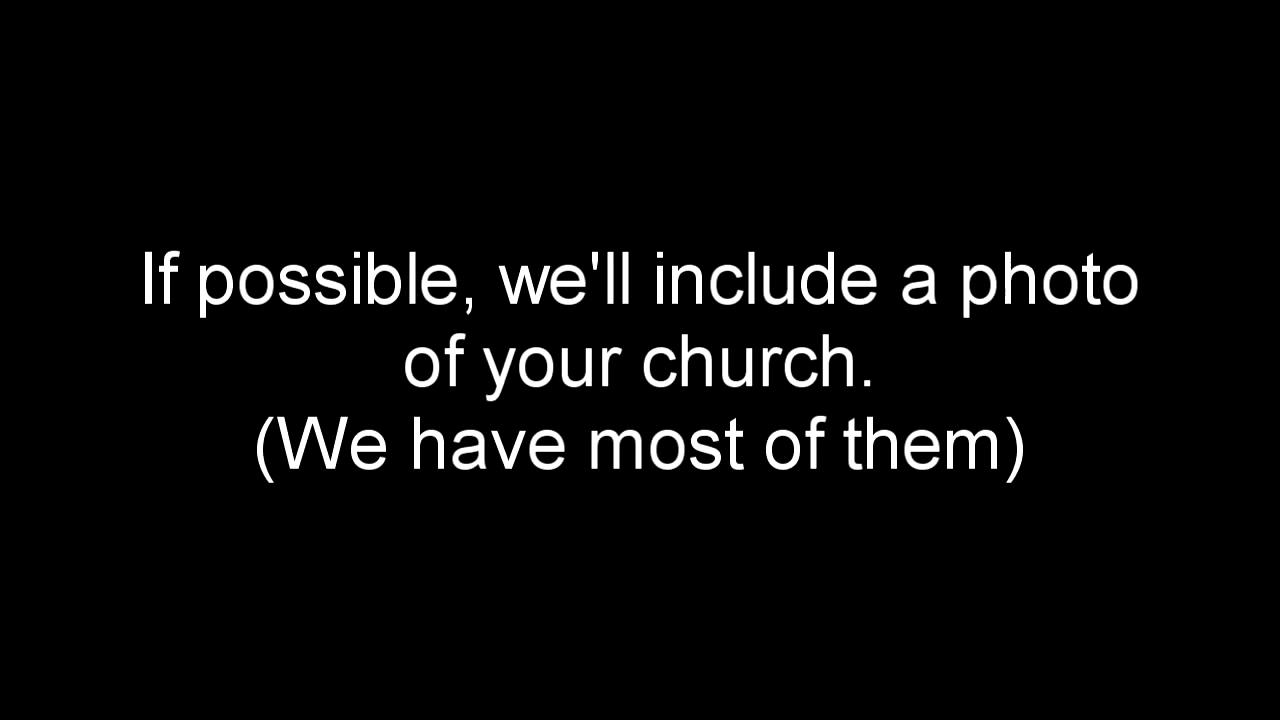 If possible, we'll include a photo
of your church.
(We have most of them)